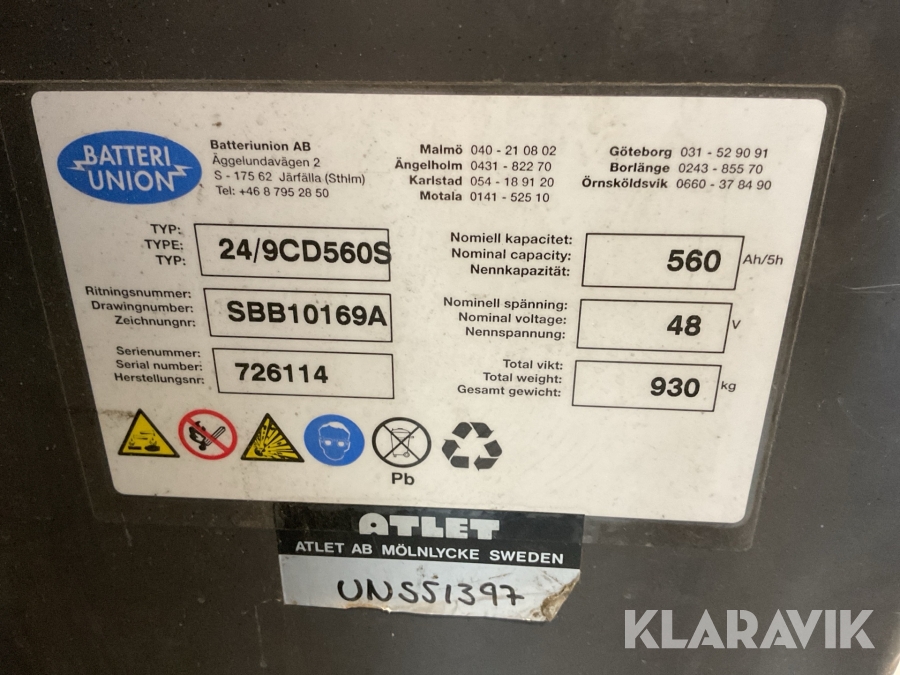 BATTERI
UNION
Batteriunion AB
Äggelundavägen 2
S - 175 62 Järfälla (Sthlm)
Tel: +46 8 795 28 50
Malmö 040 - 21 08 02
Ängelholm 0431 - 822 70
Karlstad 054 - 18 91 20
Motala 0141 - 525 10
Göteborg 031 - 52 90 91
Borlänge 0243 - 855 70
Örnsköldsvik 0660 - 37 84 90
TYP:
TYPE:
TYP:
24/9CD560S
Ritningsnummer:
Drawingnumber:
Zeichnungnr:
SBB10169A
Serienummer:
Serial number:
Herstellungsnr:
726114
Nomiell kapacitet:
Nominal capacity:
Nennkapazität:
560 Ah/5h
Nominell spänning:
Nominal voltage:
Nennspannung:
48 V
Total vikt:
Total weight:
Gesamt gewicht:
930 kg
Pb
ATLET
ATLET AB MÖLNLYCKE SWEDEN
UNS51397
KLARAVIK